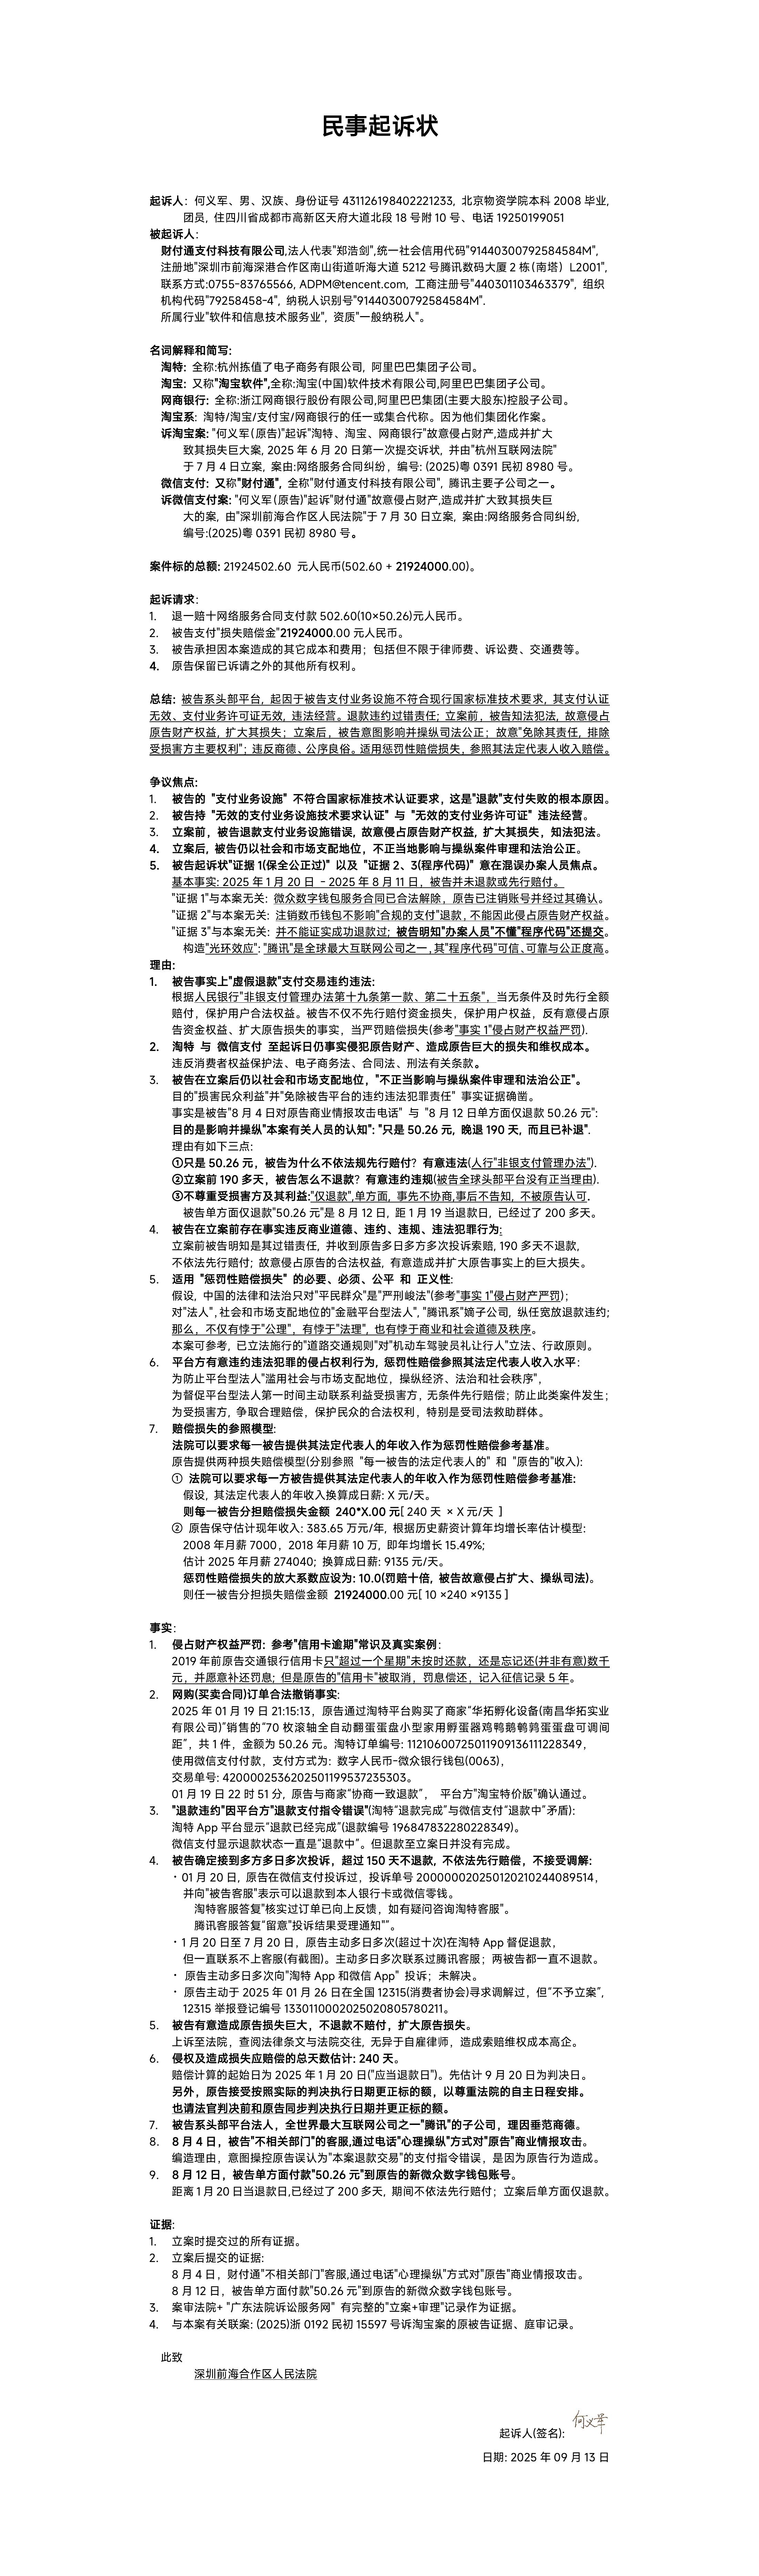 民事起诉状
起诉人：何义军、男、汉族、身份证号 431126198402221233, 北京物资学院本科 2008 毕业,
团员, 住四川省成都市高新区天府大道北段 18 号附 10 号、电话 19250199051
被起诉人:
财付通支付科技有限公司,法人代表"郑浩剑",统一社会信用代码"91440300792584584M",
注册地"深圳市前海深港合作区南山街道听海大道 5212 号腾讯数码大厦 2 栋(南塔) L2001",
联系方式:0755-83765566, ADPM@tencent.com, 工商注册号"440301103463379", 组织
机构代码"79258458-4", 纳税人识别号"91440300792584584M".
所属行业"软件和信息技术服务业", 资质"一般纳税人"。
名词解释和简写:
淘特: 全称:杭州拣值了电子商务有限公司, 阿里巴巴集团子公司。
淘宝: 又称"淘宝软件",全称:淘宝(中国)软件技术有限公司,阿里巴巴集团子公司。
网商银行: 全称:浙江网商银行股份有限公司,阿里巴巴集团(主要大股东)控股子公司。
淘宝系: 淘特/淘宝/支付宝/网商银行的任一或集合代称。因为他们集团化作案。
诉淘宝案: "何义军(原告)"起诉"淘特、淘宝、网商银行"故意侵占财产,造成并扩大
致其损失巨大案, 2025 年 6 月 20 日第一次提交诉状, 并由"杭州互联网法院"
于 7 月 4 日立案, 案由:网络服务合同纠纷, 编号: (2025)粤 0391 民初 8980 号。
微信支付: 又称"财付通", 全称"财付通支付科技有限公司", 腾讯主要子公司之一。
诉微信支付案: "何义军(原告)"起诉"财付通"故意侵占财产,造成并扩大致其损失巨
大的案, 由"深圳前海合作区人民法院"于 7 月 30 日立案, 案由:网络服务合同纠纷,
编号:(2025)粤 0391 民初 8980 号。
案件标的总额: 21924502.60 元人民币(502.60 + 21924000.00)。
起诉请求:
1. 退一赔十网络服务合同支付款 502.60(10×50.26)元人民币。
2. 被告支付"损失赔偿金"21924000.00 元人民币。
3. 被告承担因本案造成的其它成本和费用; 包括但不限于律师费、诉讼费、交通费等。
4. 原告保留已诉请之外的其他所有权利。
总结: 被告系头部平台, 起因于被告支付业务设施不符合现行国家标准技术要求, 其支付认证
无效、支付业务许可证无效, 违法经营。退款违约过错责任; 立案前, 被告知法犯法, 故意侵占
原告财产权益, 扩大其损失; 立案后, 被告意图影响并操纵司法公正; 故意"免除其责任, 排除
受损害方主要权利"; 违反商德、公序良俗。适用惩罚性赔偿损失, 参照其法定代表人收入赔偿。
争议焦点:
1. 被告的 "支付业务设施" 不符合国家标准技术认证要求, 这是"退款"支付失败的根本原因。
2. 被告持 "无效的支付业务设施技术要求认证" 与 "无效的支付业务许可证" 违法经营。
3. 立案前, 被告退款支付业务设施错误, 故意侵占原告财产权益, 扩大其损失, 知法犯法。
4. 立案后, 被告仍以社会和市场支配地位, 不正当地影响与操纵案件审理和法治公正。
5. 被告起诉状"证据 1(保全公正过)" 以及 "证据 2、3(程序代码)" 意在混误办案人员焦点。
基本事实: 2025 年 1 月 20 日 - 2025 年 8 月 11 日, 被告并未退款或先行赔付。
"证据 1"与本案无关: 微众数字钱包服务合同已合法解除, 原告已注销账号并经过其确认。
"证据 2"与本案无关: 注销数币钱包不影响"合规的支付"退款, 不能因此侵占原告财产权益。
"证据 3"与本案无关: 并不能证实成功退款过; 被告明知"办案人员"不懂"程序代码"还提交。
构造"光环效应": "腾讯"是全球最大互联网公司之一,其"程序代码"可信、可靠与公正度高。
理由:
1. 被告事实上"虚假退款"支付交易违约违法:
根据人民银行"非银支付管理办法第十九条第一款、第二十五条", 当无条件及时先行全额
赔付, 保护用户合法权益。被告不仅不先行赔付资金损失, 保护用户权益, 反有意侵占原
告资金权益、扩大原告损失的事实, 当严罚赔偿损失(参考"事实 1"侵占财产权益严罚).
2. 淘特 与 微信支付 至起诉日仍事实侵犯原告财产、造成原告巨大的损失和维权成本。
违反消费者权益保护法、电子商务法、合同法、刑法有关条款。
3. 被告在立案后仍以社会和市场支配地位, "不正当影响与操纵案件审理和法治公正"。
目的"损害民众利益"并"免除被告平台的违约违法犯罪责任" 事实证据确凿。
事实是被告"8 月 4 日对原告商业情报攻击电话" 与 "8 月 12 日单方面仅退款 50.26 元":
目的是影响并操纵"本案有关人员的认知": "只是 50.26 元, 晚退 190 天, 而且已补退".
理由有如下三点:
①只是 50.26 元, 被告为什么不依法规先行赔付? 有意违法(人行"非银支付管理办法").
②立案前 190 多天, 被告怎么不退款? 有意违约违规(被告全球头部平台没有正当理由).
③不尊重受损害方及其利益:"仅退款",单方面, 事先不协商,事后不告知, 不被原告认可.
被告单方面仅退款"50.26 元"是 8 月 12 日, 距 1 月 19 当退款日, 已经过了 200 多天。
4. 被告在立案前存在事实违反商业道德、违约、违规、违法犯罪行为:
立案前被告明知是其过错责任, 并收到原告多日多方多次投诉索赔, 190 多天不退款,
不依法先行赔付; 故意侵占原告的合法权益, 有意造成并扩大原告事实上的巨大损失。
5. 适用 "惩罚性赔偿损失" 的必要、必须、公平 和 正义性:
假设, 中国的法律和法治只对"平民群众"是"严刑峻法"(参考"事实 1"侵占财产严罚);
对"法人", 社会和市场支配地位的"金融平台型法人", "腾讯系"嫡子公司, 纵任宽放退款违约;
那么, 不仅有悖于"公理", 有悖于"法理", 也有悖于商业和社会道德及秩序。
本案可参考, 已立法施行的"道路交通规则"对"机动车驾驶员礼让行人"立法、行政原则。
6. 平台方有意违约违法犯罪的侵占权利行为, 惩罚性赔偿参照其法定代表人收入水平:
为防止平台型法人"滥用社会与市场支配地位, 操纵经济、法治和社会秩序",
为督促平台型法人第一时间主动联系利益受损害方, 无条件先行赔偿; 防止此类案件发生;
为受损害方, 争取合理赔偿, 保护民众的合法权利, 特别是受司法救助群体。
7. 赔偿损失的参照模型:
法院可以要求每一被告提供其法定代表人的年收入作为惩罚性赔偿参考基准。
原告提供两种损失赔偿模型(分别参照 "每一被告的法定代表人的" 和 "原告的"收入):
① 法院可以要求每一方被告提供其法定代表人的年收入作为惩罚性赔偿参考基准:
假设, 其法定代表人的年收入换算成日薪: X 元/天。
则每一被告分担赔偿损失金额 240*X.00 元[ 240 天 × X 元/天 ]
② 原告保守估计现年收入: 383.65 万元/年, 根据历史薪资计算年均增长率估计模型:
2008 年月薪 7000, 2018 年月薪 10 万, 即年均增长 15.49%;
估计 2025 年月薪 274040; 换算成日薪: 9135 元/天。
惩罚性赔偿损失的放大系数应设为: 10.0(罚赔十倍, 被告故意侵占扩大、操纵司法)。
则任一被告分担损失赔偿金额 21924000.00 元[ 10 ×240 ×9135 ]
事实:
1. 侵占财产权益严罚: 参考"信用卡逾期"常识及真实案例:
2019 年前原告交通银行信用卡只"超过一个星期"未按时还款, 还是忘记还(并非有意)数千
元, 并愿意补还罚息; 但是原告的"信用卡"被取消, 罚息偿还, 记入征信记录 5 年。
2. 网购(买卖合同)订单合法撤销事实:
2025 年 01 月 19 日 21:15:13, 原告通过淘特平台购买了商家"华拓孵化设备(南昌华拓实业
有限公司)"销售的"70 枚滚轴全自动翻蛋蛋盘小型家用孵蛋器鸡鸭鹅鹌鹑蛋蛋盘可调间
距", 共 1 件, 金额为 50.26 元。淘特订单编号: 1121060072501190913611122­8349,
使用微信支付付款, 支付方式为: 数字人民币-微众银行钱包(0063),
交易单号: 4200002536202501199537235303。
01 月 19 日 22 时 51 分, 原告与商家"协商一致退款", 平台方"淘宝特价版"确认通过。
3. "退款违约"因平台方"退款支付指令错误"(淘特"退款完成"与微信支付"退款中"矛盾):
淘特 App 平台显示"退款已经完成"(退款编号 196847832280228349)。
微信支付显示退款状态一直是"退款中"。但退款至立案日并没有完成。
4. 被告确定接到多方多日多次投诉, 超过 150 天不退款, 不依法先行赔偿, 不接受调解:
· 01 月 20 日, 原告在微信支付投诉过, 投诉单号 200000020250120210244089514,
并向"被告客服"表示可以退款到本人银行卡或微信零钱。
淘特客服答复"核实过订单已向上反馈, 如有疑问咨询淘特客服"。
腾讯客服答复"留意"投诉结果受理通知""。
· 1 月 20 日至 7 月 20 日, 原告主动多日多次(超过十次)在淘特 App 督促退款,
但一直联系不上客服(有截图)。主动多日多次联系过腾讯客服; 两被告都一直不退款。
· 原告主动多日多次向"淘特 App 和微信 App" 投诉; 未解决。
· 原告主动于 2025 年 01 月 26 日在全国 12315(消费者协会)寻求调解过, 但"不予立案",
12315 举报登记编号 1330110002025020805780211。
5. 被告有意造成原告损失巨大, 不退款不赔付, 扩大原告损失。
上诉至法院, 查阅法律条文与法院交往, 无异于自雇律师, 造成索赔维权成本高企。
6. 侵权及造成损失应赔偿的总天数估计: 240 天。
赔偿计算的起始日为 2025 年 1 月 20 日("应当退款日")。先估计 9 月 20 日为判决日。
另外, 原告接受按照实际的判决执行日期更正标的额, 以尊重法院的自主日程安排。
也请法官判决前和原告同步判决执行日期并更正标的额。
7. 被告系头部平台法人, 全世界最大互联网公司之一"腾讯"的子公司, 理因垂范商德。
8. 8 月 4 日, 被告"不相关部门"的客服,通过电话"心理操纵"方式对"原告"商业情报攻击。
编造理由, 意图操控原告误认为"本案退款交易"的支付指令错误, 是因为原告行为造成。
9. 8 月 12 日, 被告单方面付款"50.26 元"到原告的新微众数字钱包账号。
距离 1 月 20 日当退款日,已经过了 200 多天, 期间不依法先行赔付; 立案后单方面仅退款。
证据:
1. 立案时提交过的所有证据。
2. 立案后提交的证据:
8 月 4 日, 财付通"不相关部门"客服,通过电话"心理操纵"方式对"原告"商业情报攻击。
8 月 12 日, 被告单方面付款"50.26 元"到原告的新微众数字钱包账号。
3. 案审法院+ "广东法院诉讼服务网" 有完整的"立案+审理"记录作为证据。
4. 与本案有关联案: (2025)浙 0192 民初 15597 号诉淘宝案的原被告证据、庭审记录。
此致
深圳前海合作区人民法院
何义军
起诉人(签名):
日期: 2025 年 09 月 13 日